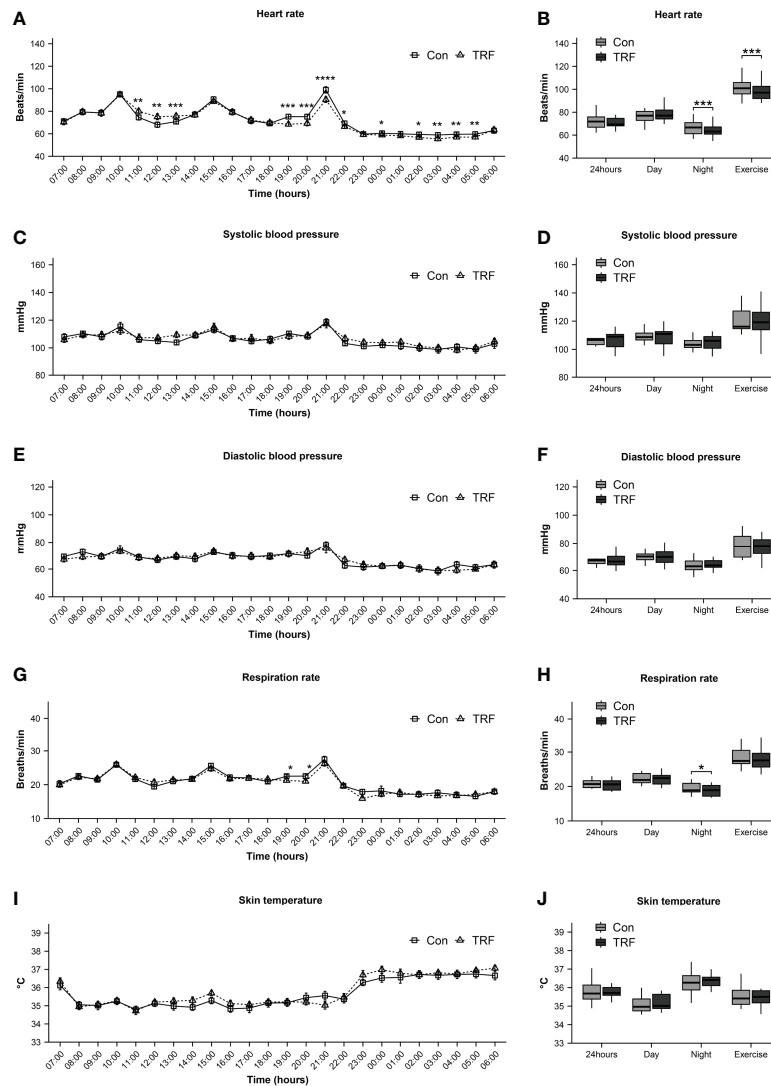 A
Heart rate
Con TRF
Beats/min
140
120
100
80
60
40
** ** *** *** *** **** * * * ** ** **
07:00 08:00 09:00 10:00 11:00 12:00 13:00 14:00 15:00 16:00 17:00 18:00 19:00 20:00 21:00 22:00 23:00 00:00 01:00 02:00 03:00 04:00 05:00 06:00
Time (hours)
B
Heart rate
Con
TRF
Beats/min
140
120
100
80
60
40
*** ***
24hours Day Night Exercise
C
Systolic blood pressure
Con TRF
mmHg
160
140
120
100
80
07:00 08:00 09:00 10:00 11:00 12:00 13:00 14:00 15:00 16:00 17:00 18:00 19:00 20:00 21:00 22:00 23:00 00:00 01:00 02:00 03:00 04:00 05:00 06:00
Time (hours)
D
Systolic blood pressure
Con
TRF
mmHg
160
140
120
100
80
24hours Day Night Exercise
E
Diastolic blood pressure
Con TRF
mmHg
120
100
80
60
40
07:00 08:00 09:00 10:00 11:00 12:00 13:00 14:00 15:00 16:00 17:00 18:00 19:00 20:00 21:00 22:00 23:00 00:00 01:00 02:00 03:00 04:00 05:00 06:00
Time (hours)
F
Diastolic blood pressure
Con
TRF
mmHg
120
100
80
60
40
24hours Day Night Exercise
G
Respiration rate
Con TRF
Breaths/min
40
30
20
10
* *
07:00 08:00 09:00 10:00 11:00 12:00 13:00 14:00 15:00 16:00 17:00 18:00 19:00 20:00 21:00 22:00 23:00 00:00 01:00 02:00 03:00 04:00 05:00 06:00
Time (hours)
H
Respiration rate
Con
TRF
Breaths/min
40
30
20
10
*
24hours Day Night Exercise
I
Skin temperature
Con TRF
°C
39
38
37
36
35
34
33
07:00 08:00 09:00 10:00 11:00 12:00 13:00 14:00 15:00 16:00 17:00 18:00 19:00 20:00 21:00 22:00 23:00 00:00 01:00 02:00 03:00 04:00 05:00 06:00
Time (hours)
J
Skin temperature
Con
TRF
°C
39
38
37
36
35
34
33
24hours Day Night Exercise